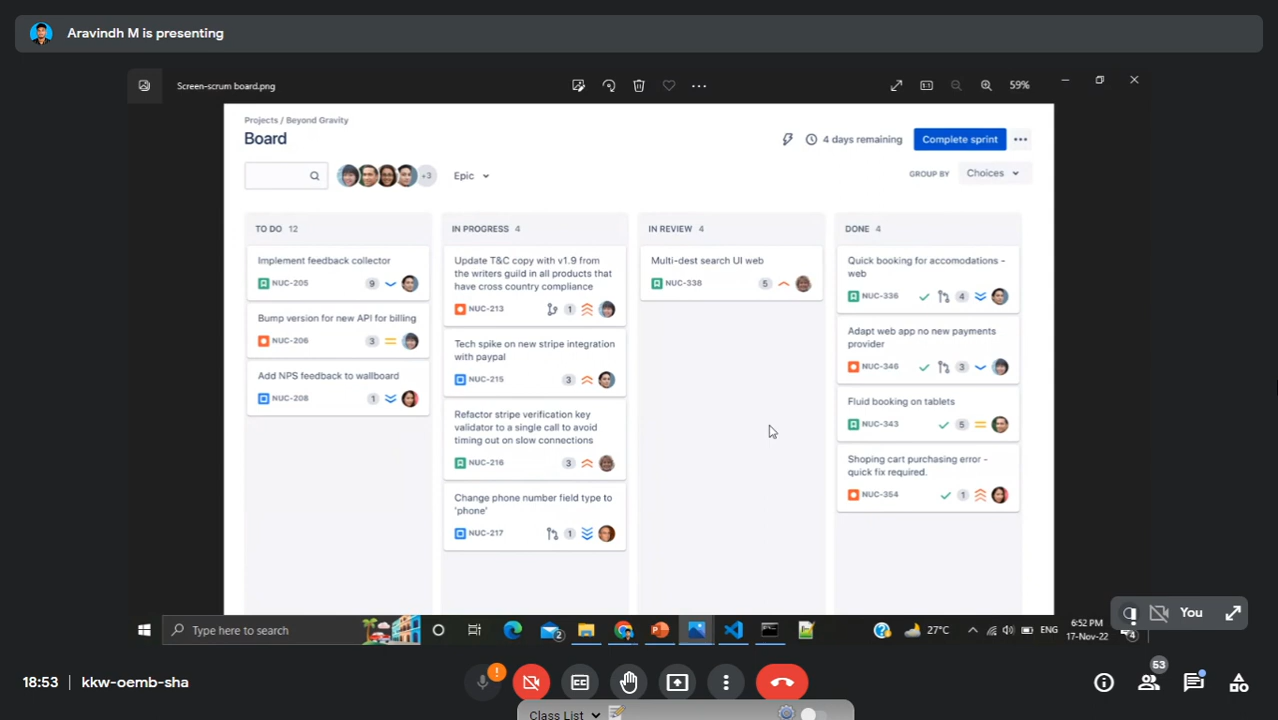 Aravindh M is presenting
Screen-scrum board.png
59%
Projects / Beyond Gravity
Board
4 days remaining
Complete sprint
+3
Epic
GROUP BY
Choices
TO DO 12
Implement feedback collector
NUC-205
9
Bump version for new API for billing
NUC-206
3
Add NPS feedback to wallboard
NUC-208
1
IN PROGRESS 4
Update T&C copy with v1.9 from
the writers guild in all products that
have cross country compliance
NUC-213
1
Tech spike on new stripe integration
with paypal
NUC-215
3
Refactor stripe verification key
validator to a single call to avoid
timing out on slow connections
NUC-216
3
Change phone number field type to
'phone'
NUC-217
1
IN REVIEW 4
Multi-dest search UI web
NUC-338
5
DONE 4
Quick booking for accomodations -
web
NUC-336
4
Adapt web app no new payments
provider
NUC-346
3
Fluid booking on tablets
NUC-343
5
Shoping cart purchasing error -
quick fix required.
NUC-354
1
You
Type here to search
2
27°C
ENG
6:52 PM
17-Nov-22
4
18:53 | kkw-oemb-sha
53
Class List